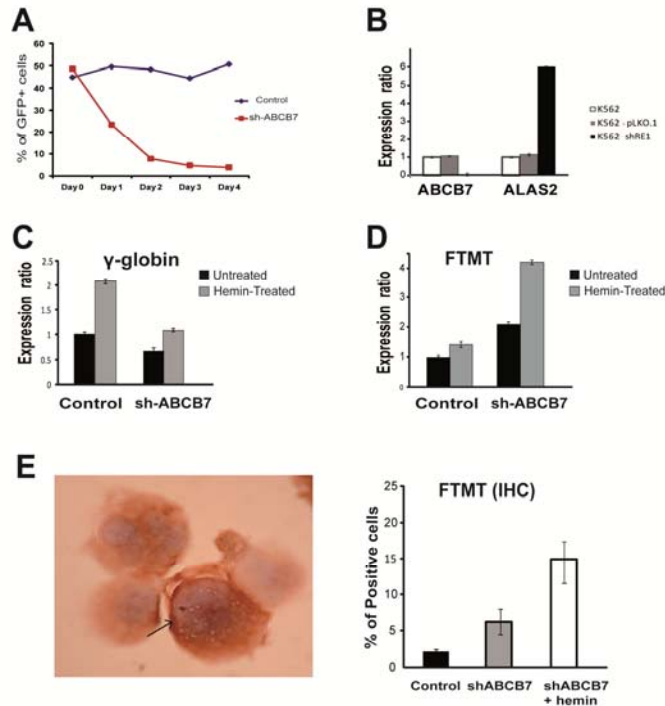 A
% of GFP+ cells
60
50
40
30
20
10
0
Day 0 Day 1 Day 2 Day 3 Day 4
Control
sh-ABCB7
B
Expression ratio
6
5
4
3
2
1
0
ABCB7 ALAS2
K562
K562 - pLKO.1
K562 shRE1
C
γ-globin
Expression ratio
2.5
2
1.5
1
0.5
0
Control sh-ABCB7
Untreated
Hemin-Treated
D
FTMT
Expression ratio
4
2
1
0
Control sh-ABCB7
Untreated
Hemin-Treated
E
FTMT (IHC)
% of Positive cells
25
20
15
10
5
0
Control shABCB7 shABCB7
+ hemin